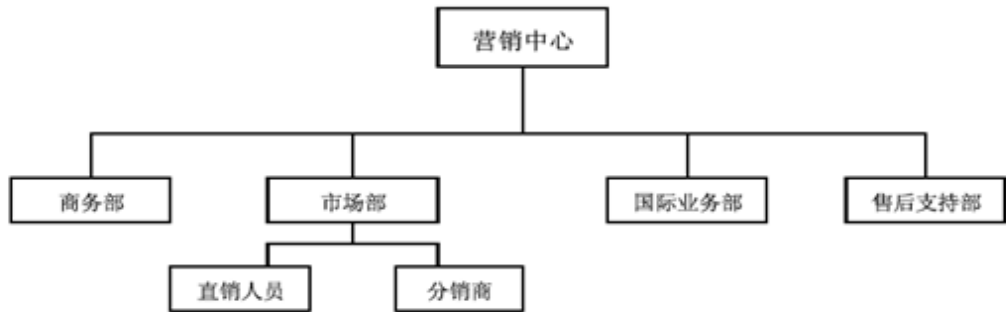 营销中心
商务部
市场部
国际业务部
售后支持部
直销人员
分销商